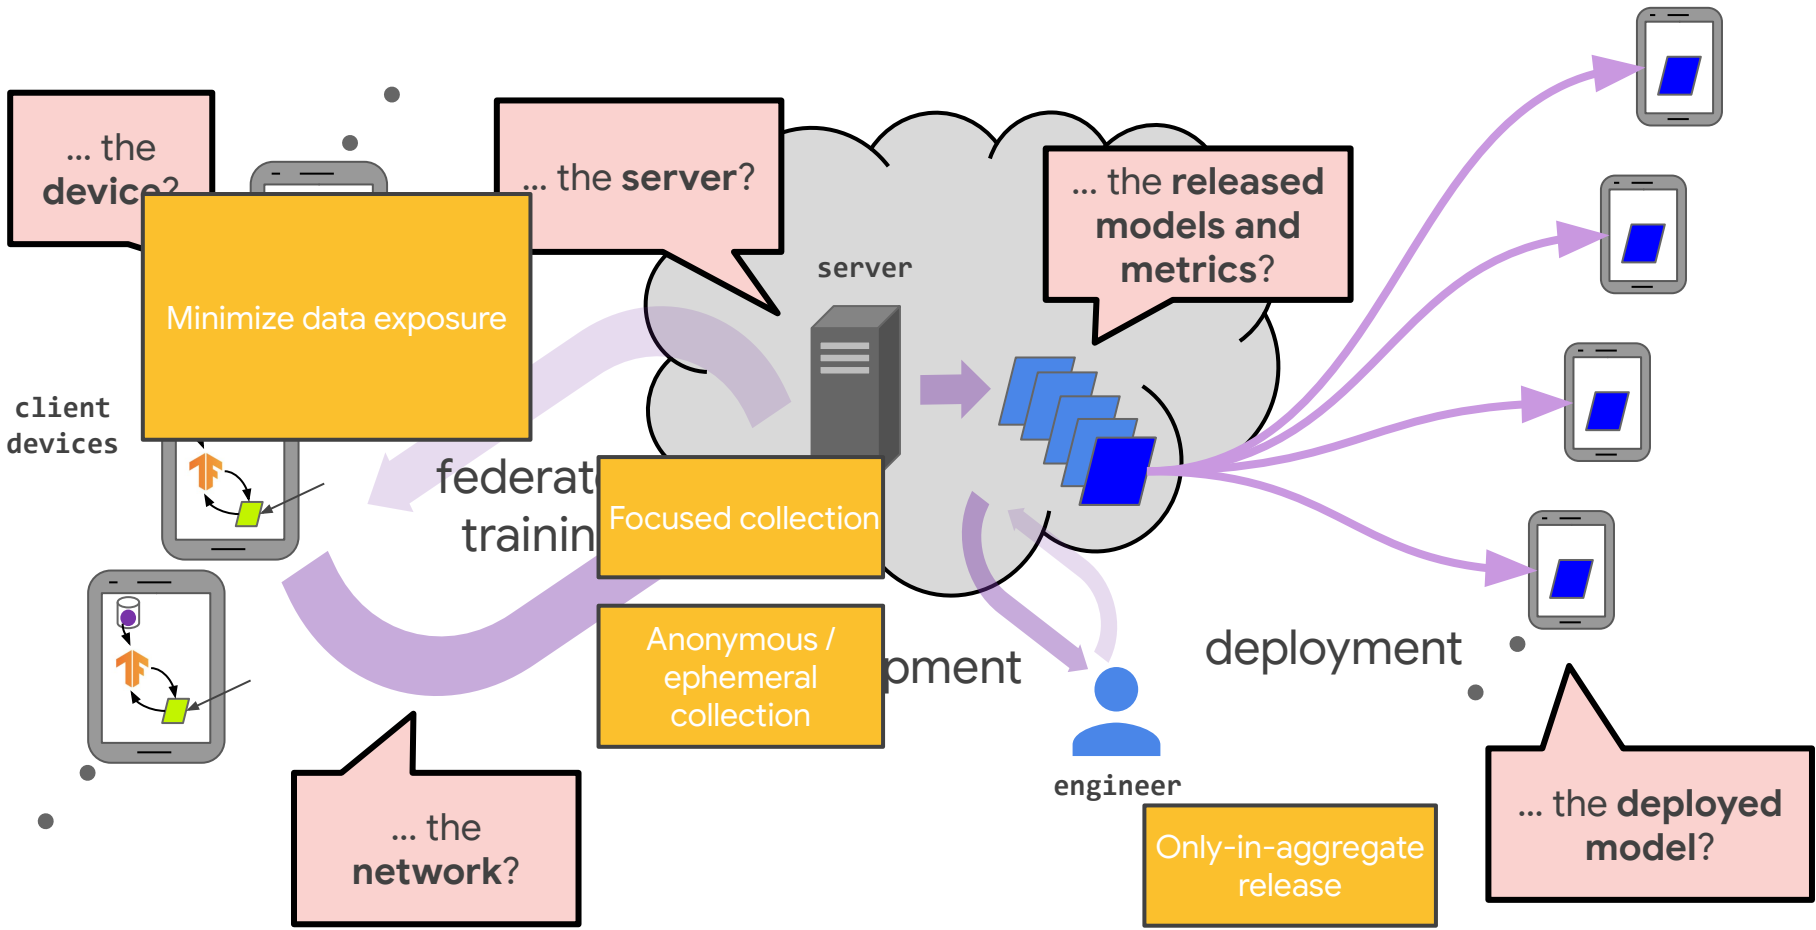 ... the
device?
... the server?
... the released
models and
metrics?
server
Minimize data exposure
client
devices
federat
trainin
Focused collection
Anonymous /
ephemeral
collection
pment
deployment
engineer
... the
network?
Only-in-aggregate
release
... the deployed
model?